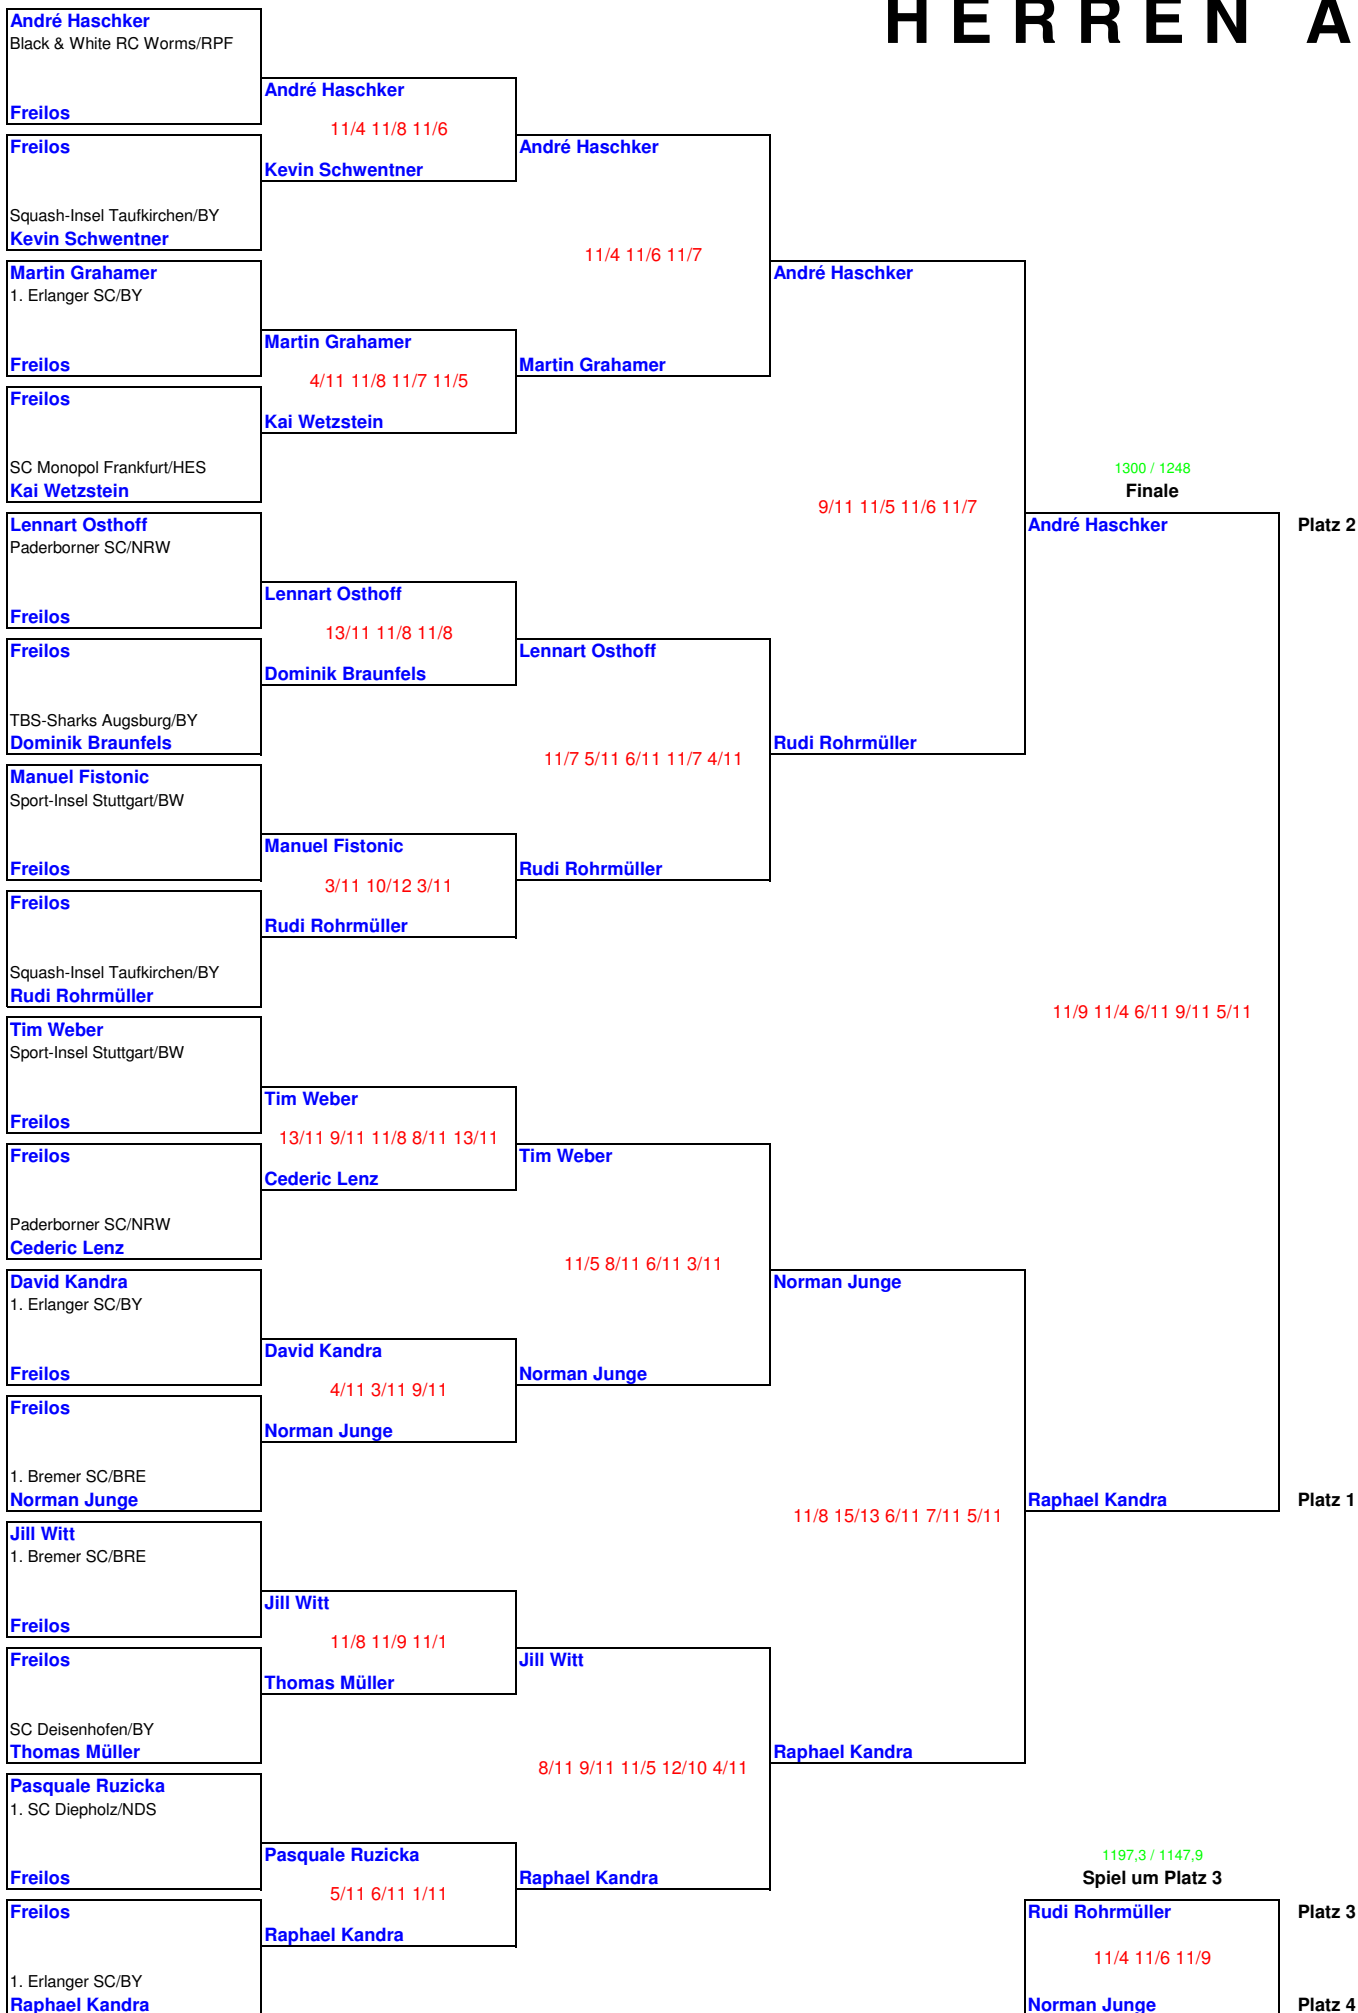 HERREN A
André Haschker
Black & White RC Worms/RPF
Freilos
Freilos
Squash-Insel Taufkirchen/BY
Kevin Schwentner
Martin Grahamer
1. Erlanger SC/BY
Freilos
Freilos
SC Monopol Frankfurt/HES
Kai Wetzstein
Lennart Osthoff
Paderborner SC/NRW
Freilos
Freilos
TBS-Sharks Augsburg/BY
Dominik Braunfels
Manuel Fistonic
Sport-Insel Stuttgart/BW
Freilos
Freilos
Squash-Insel Taufkirchen/BY
Rudi Rohrmüller
Tim Weber
Sport-Insel Stuttgart/BW
Freilos
Freilos
Paderborner SC/NRW
Cederic Lenz
David Kandra
1. Erlanger SC/BY
Freilos
Freilos
1. Bremer SC/BRE
Norman Junge
Jill Witt
1. Bremer SC/BRE
Freilos
Freilos
SC Deisenhofen/BY
Thomas Müller
Pasquale Ruzicka
1. SC Diepholz/NDS
Freilos
Freilos
1. Erlanger SC/BY
Raphael Kandra
André Haschker
11/4 11/8 11/6
Kevin Schwentner
Martin Grahamer
4/11 11/8 11/7 11/5
Kai Wetzstein
Lennart Osthoff
13/11 11/8 11/8
Dominik Braunfels
Manuel Fistonic
3/11 10/12 3/11
Rudi Rohrmüller
Tim Weber
13/11 9/11 11/8 8/11 13/11
Cederic Lenz
David Kandra
4/11 3/11 9/11
Norman Junge
Jill Witt
11/8 11/9 11/1
Thomas Müller
Pasquale Ruzicka
5/11 6/11 1/11
Raphael Kandra
André Haschker
11/4 11/6 11/7
Martin Grahamer
Lennart Osthoff
11/7 5/11 6/11 11/7 4/11
Rudi Rohrmüller
Tim Weber
11/5 8/11 6/11 3/11
Norman Junge
Jill Witt
8/11 9/11 11/5 12/10 4/11
Raphael Kandra
André Haschker
9/11 11/5 11/6 11/7
Rudi Rohrmüller
Norman Junge
11/8 15/13 6/11 7/11 5/11
Raphael Kandra
1300 / 1248
Finale
André Haschker Platz 2
11/9 11/4 6/11 9/11 5/11
Raphael Kandra Platz 1
1197,3 / 1147,9
Spiel um Platz 3
Rudi Rohrmüller Platz 3
11/4 11/6 11/9
Norman Junge Platz 4